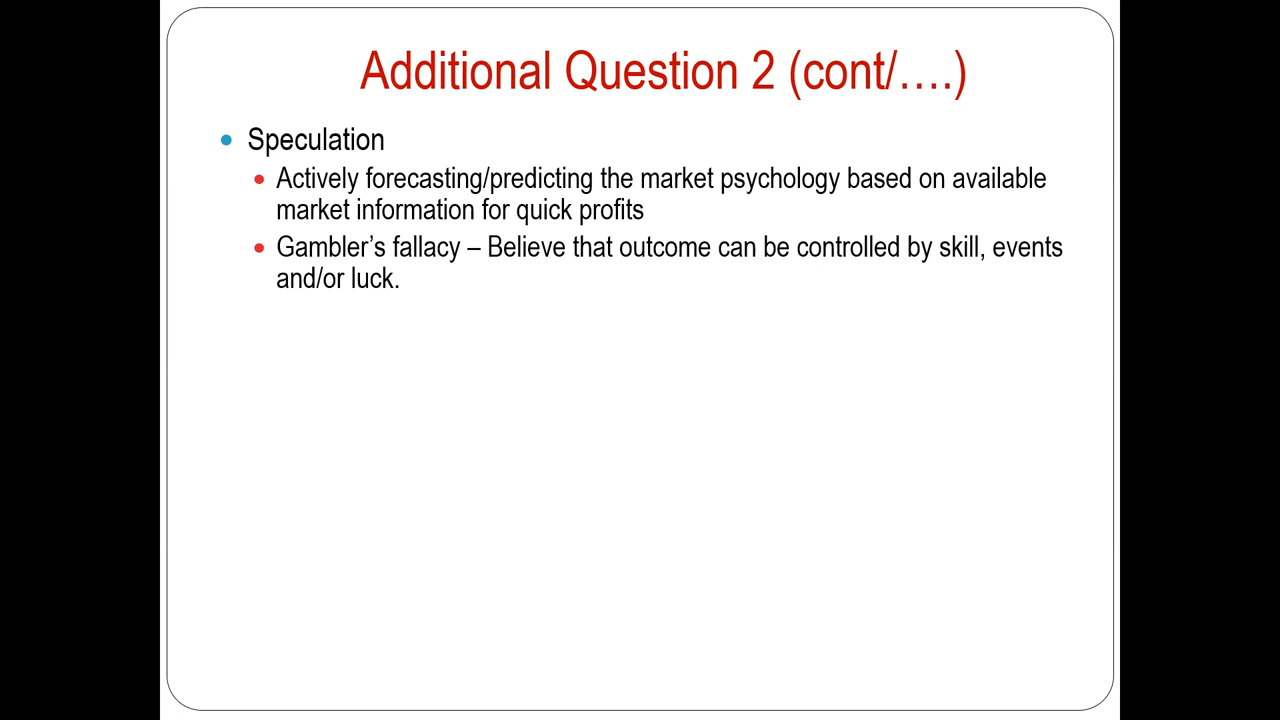 Additional Question 2 (cont/….)
Speculation
Actively forecasting/predicting the market psychology based on available
market information for quick profits
Gambler’s fallacy – Believe that outcome can be controlled by skill, events
and/or luck.